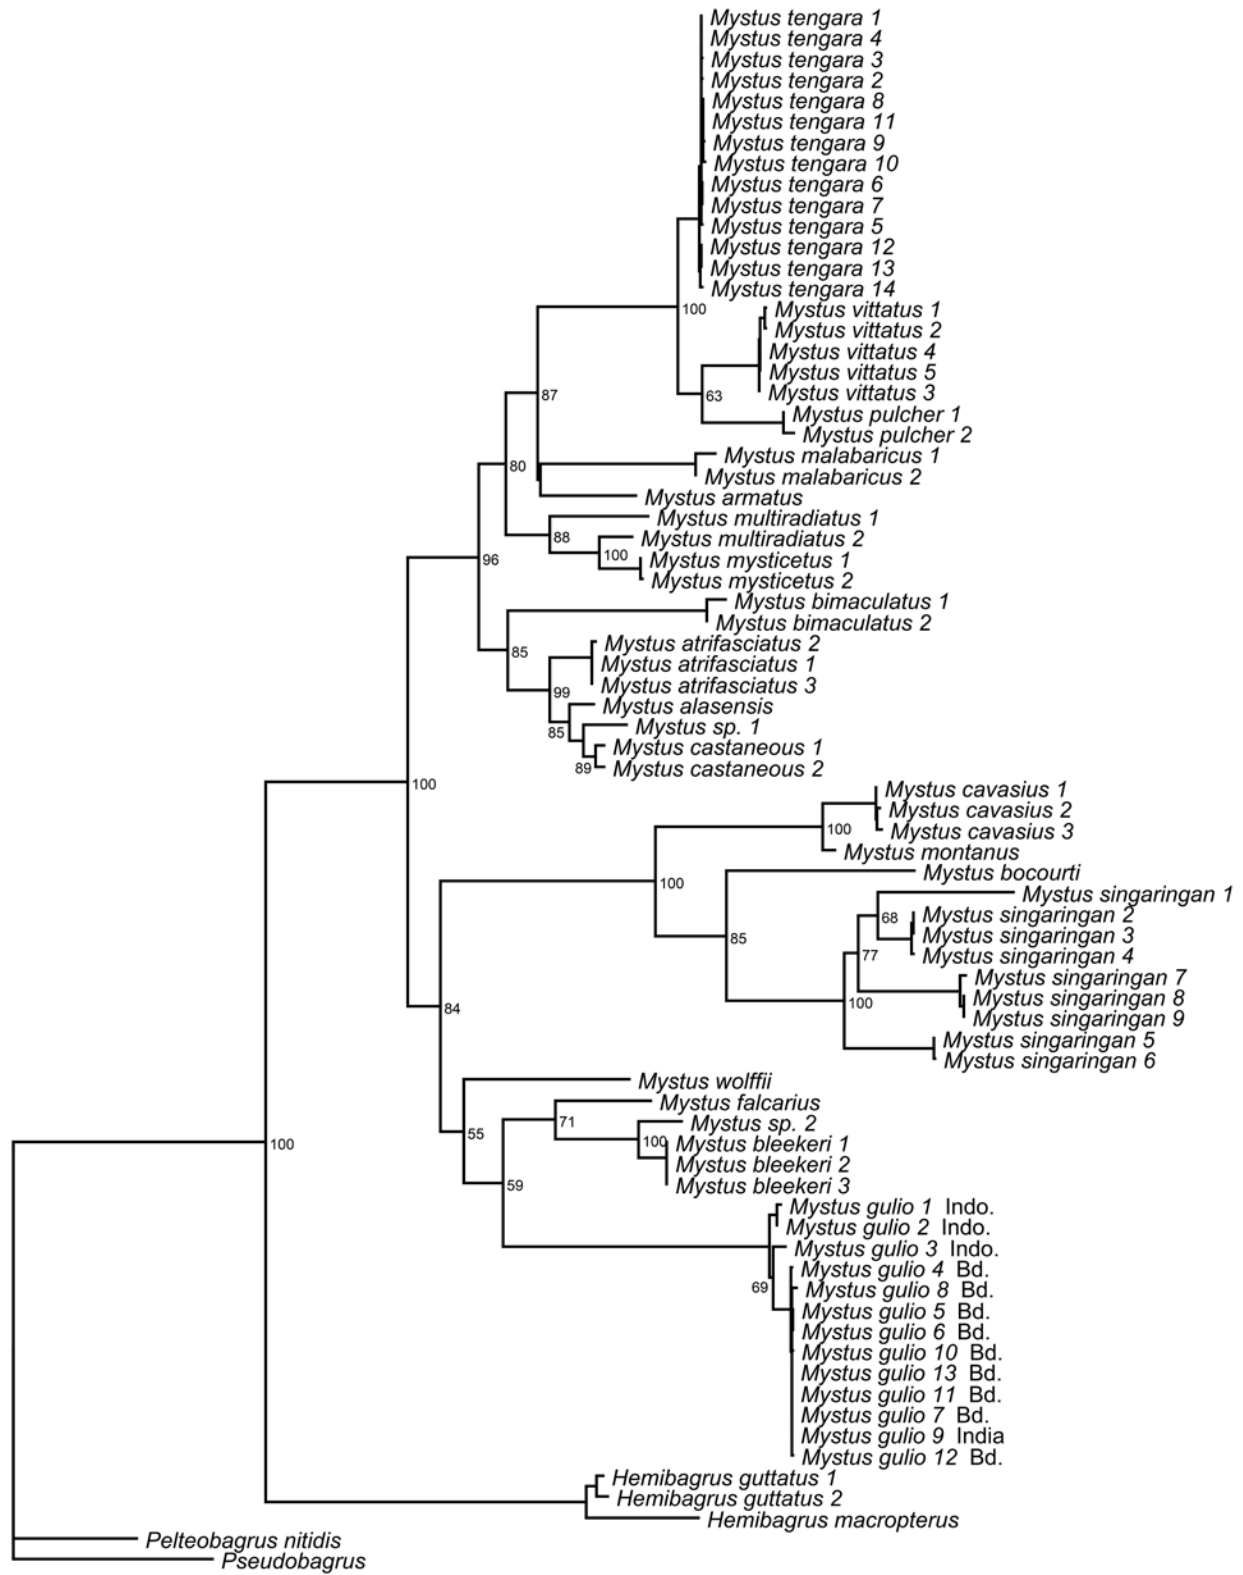 Mystus tengara 1
Mystus tengara 4
Mystus tengara 3
Mystus tengara 2
Mystus tengara 8
Mystus tengara 11
Mystus tengara 9
Mystus tengara 10
Mystus tengara 6
Mystus tengara 7
Mystus tengara 5
Mystus tengara 12
Mystus tengara 13
Mystus tengara 14
100
Mystus vittatus 1
Mystus vittatus 2
Mystus vittatus 4
Mystus vittatus 5
Mystus vittatus 3
87
63
Mystus pulcher 1
Mystus pulcher 2
Mystus malabaricus 1
80
Mystus malabaricus 2
Mystus armatus
Mystus multiradiatus 1
88
Mystus multiradiatus 2
100
Mystus mysticetus 1
96
Mystus mysticetus 2
Mystus bimaculatus 1
Mystus bimaculatus 2
Mystus atrifasciatus 2
85
Mystus atrifasciatus 1
Mystus atrifasciatus 3
99
Mystus alasensis
Mystus sp. 1
85
Mystus castaneous 1
Mystus castaneous 2
89
100
Mystus cavasius 1
Mystus cavasius 2
Mystus cavasius 3
100
Mystus montanus
Mystus bocourti
100
Mystus singaringan 1
Mystus singaringan 2
68
Mystus singaringan 3
85
Mystus singaringan 4
77
Mystus singaringan 7
Mystus singaringan 8
100
84
Mystus singaringan 9
Mystus singaringan 5
Mystus singaringan 6
Mystus wolffii
Mystus falcarius
71
Mystus sp. 2
55
100
Mystus bleekeri 1
100
Mystus bleekeri 2
Mystus bleekeri 3
59
Mystus gulio 1 Indo.
Mystus gulio 2 Indo.
Mystus gulio 3 Indo.
Mystus gulio 4 Bd.
69
Mystus gulio 8 Bd.
Mystus gulio 5 Bd.
Mystus gulio 6 Bd.
Mystus gulio 10 Bd.
Mystus gulio 13 Bd.
Mystus gulio 11 Bd.
Mystus gulio 7 Bd.
Mystus gulio 9 India
Mystus gulio 12 Bd.
Hemibagrus guttatus 1
Hemibagrus guttatus 2
Hemibagrus macropterus
Pelteobagrus nitidis
Pseudobagrus